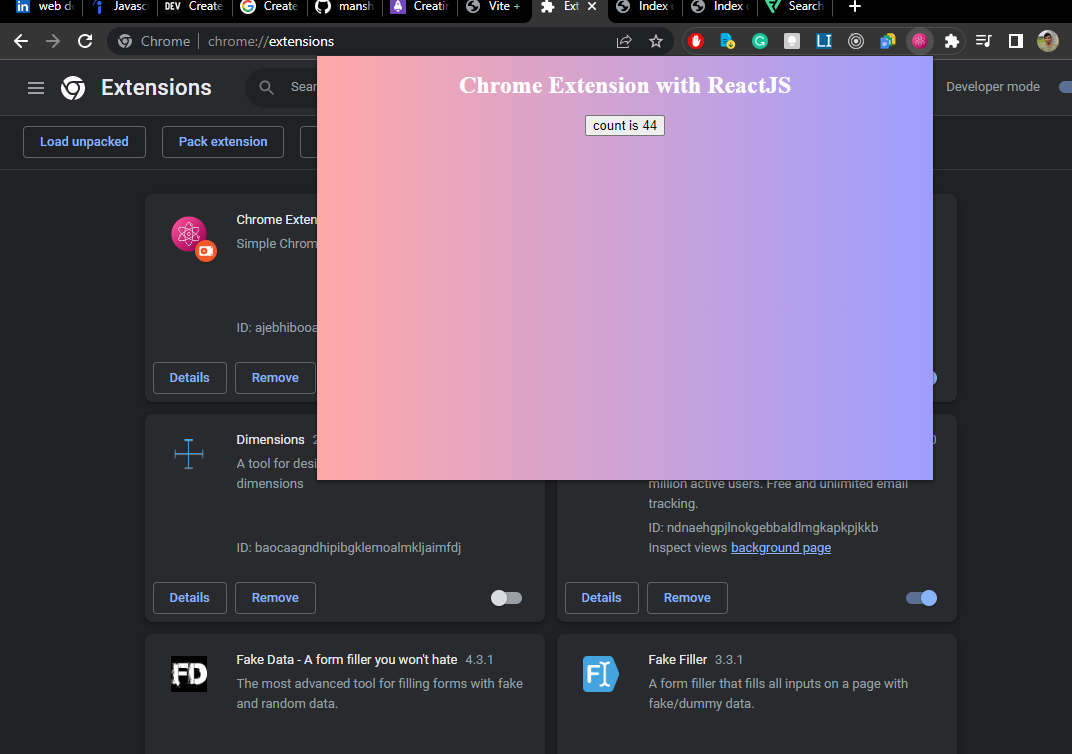 web d
Javasc
DEV Create
Create
mansh
Creatin
Vite +
Ext
Index
Index
Search
Chrome chrome://extensions
Extensions
Sear
Developer mode
Load unpacked
Pack extension
Chrome Extension with ReactJS
count is 44
Chrome Exten
Simple Chrom
ID: ajebhibooa
Details
Remove
Dimensions 2
A tool for desi
dimensions
ID: baocaagndhipibgklemoalmkljaimfdj
Details
Remove
million active users. Free and unlimited email
tracking.
ID: ndnaehgpjlnokgebbaldlmgkapkpjkkb
Inspect views background page
Details
Remove
FD
Fake Data - A form filler you won't hate 4.3.1
The most advanced tool for filling forms with fake
and random data.
Fake Filler 3.3.1
A form filler that fills all inputs on a page with
fake/dummy data.